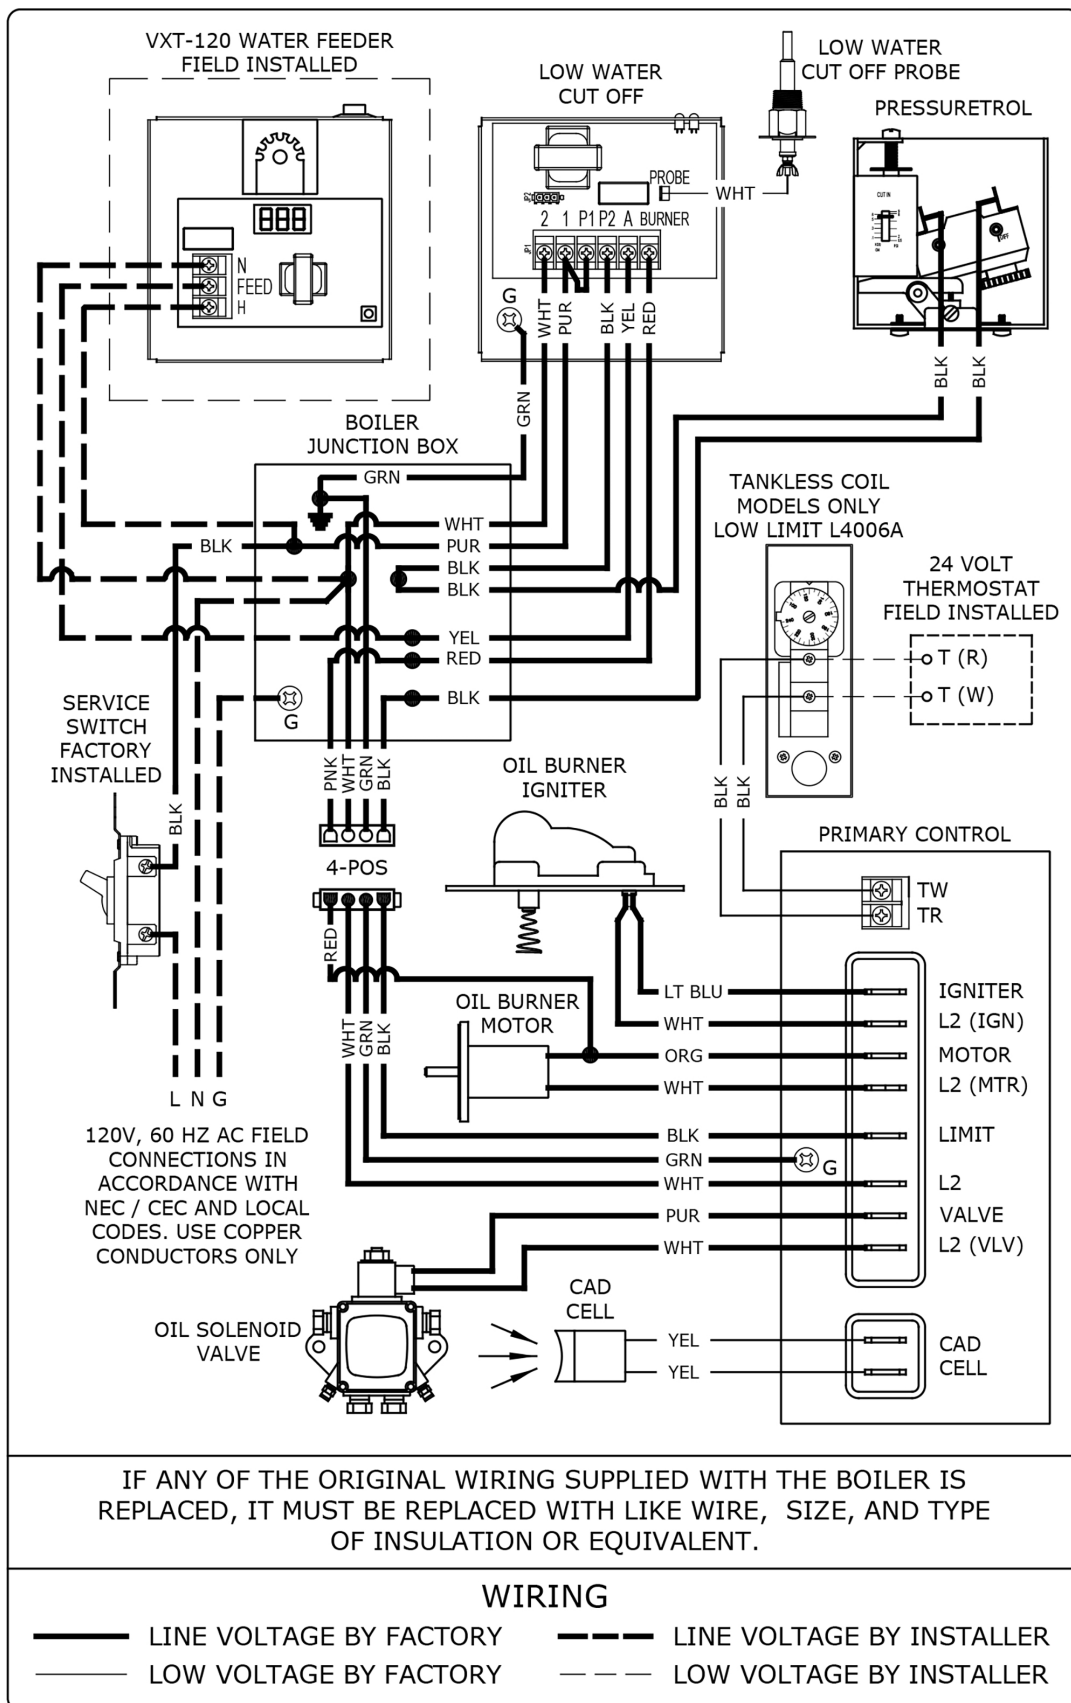 VXT-120 WATER FEEDER
FIELD INSTALLED
N
FEED
H
LOW WATER
CUT OFF
PROBE
JP2
2 1 P1 P2 A BURNER
JP1
G
WHT
PUR
BLK
YEL
RED
GRN
WHT
LOW WATER
CUT OFF PROBE
PRESSURETROL
CUT IN
OFF
BLK
BLK
BOILER
JUNCTION BOX
GRN
WHT
BLK
PUR
BLK
BLK
YEL
RED
BLK
G
PNK
WHT
GRN
BLK
4-POS
RED
WHT
GRN
BLK
TANKLESS COIL
MODELS ONLY
LOW LIMIT L4006A
24 VOLT
THERMOSTAT
FIELD INSTALLED
T (R)
T (W)
BLK
BLK
SERVICE
SWITCH
FACTORY
INSTALLED
BLK
L N G
120V, 60 HZ AC FIELD
CONNECTIONS IN
ACCORDANCE WITH
NEC / CEC AND LOCAL
CODES. USE COPPER
CONDUCTORS ONLY
OIL BURNER
IGNITER
OIL BURNER
MOTOR
PRIMARY CONTROL
TW
TR
LT BLU IGNITER
WHT L2 (IGN)
ORG MOTOR
WHT L2 (MTR)
BLK LIMIT
GRN G
WHT L2
PUR VALVE
WHT L2 (VLV)
OIL SOLENOID
VALVE
CAD
CELL
YEL
YEL
CAD
CELL
IF ANY OF THE ORIGINAL WIRING SUPPLIED WITH THE BOILER IS
REPLACED, IT MUST BE REPLACED WITH LIKE WIRE, SIZE, AND TYPE
OF INSULATION OR EQUIVALENT.
WIRING
LINE VOLTAGE BY FACTORY
LINE VOLTAGE BY INSTALLER
LOW VOLTAGE BY FACTORY
LOW VOLTAGE BY INSTALLER